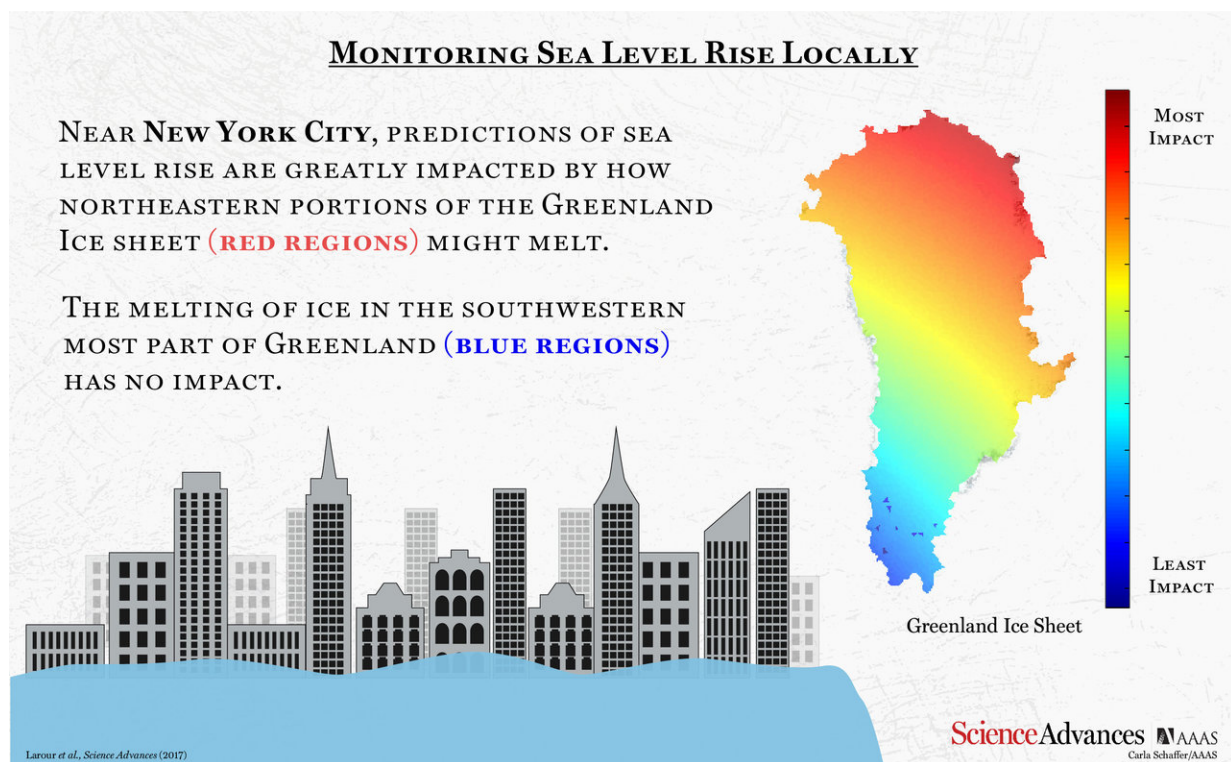 Monitoring Sea Level Rise Locally
Near New York City, predictions of sea
level rise are greatly impacted by how
northeastern portions of the Greenland
Ice sheet (red regions) might melt.
The melting of ice in the southwestern
most part of Greenland (blue regions)
has no impact.
Most
Impact
Least
Impact
Greenland Ice Sheet
Larour et al., Science Advances (2017)
ScienceAdvances AAAS
Carla Schaffer/AAAS